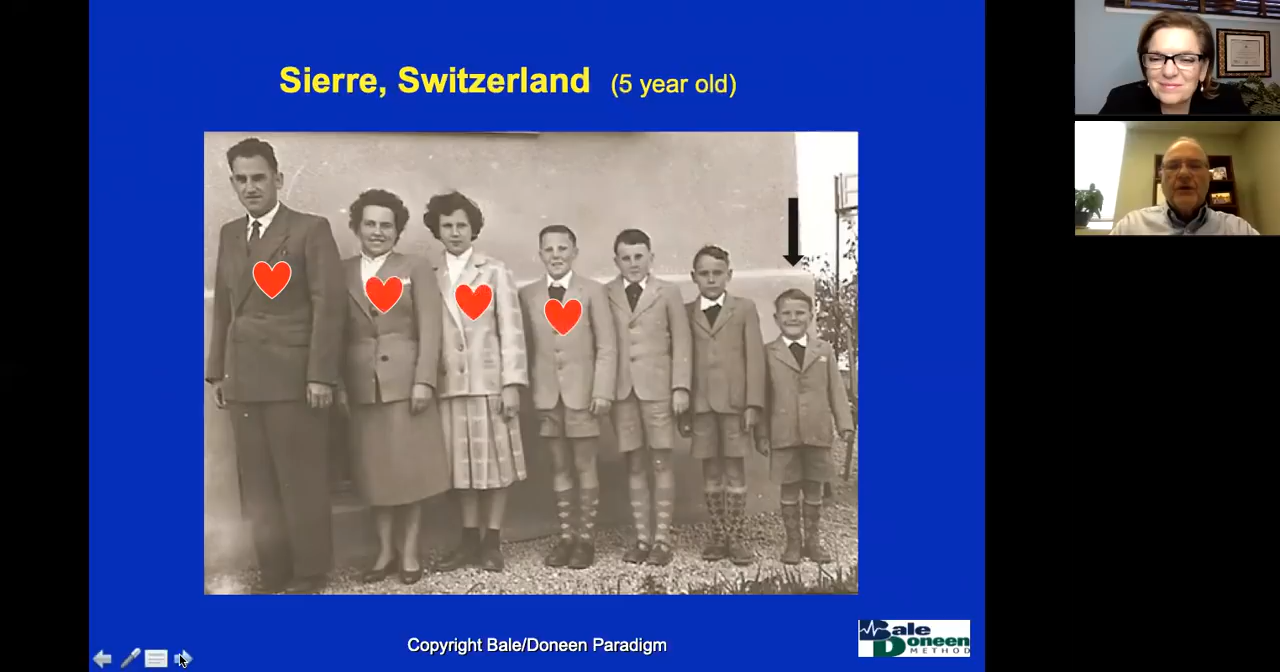 Sierre, Switzerland (5 year old)
Copyright Bale/Doneen Paradigm
Bale
Doneen
METHOD